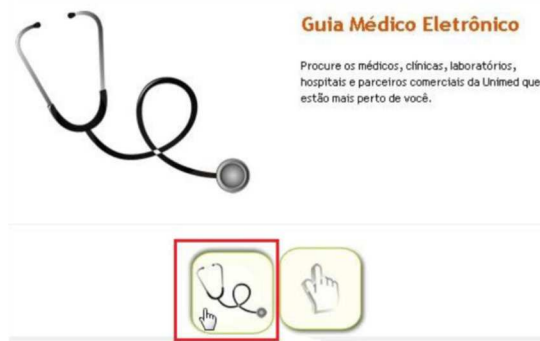 Guia Médico Eletrônico
Procure os médicos, clínicas, laboratórios,
hospitais e parceiros comerciais da Unimed que
estão mais perto de você.